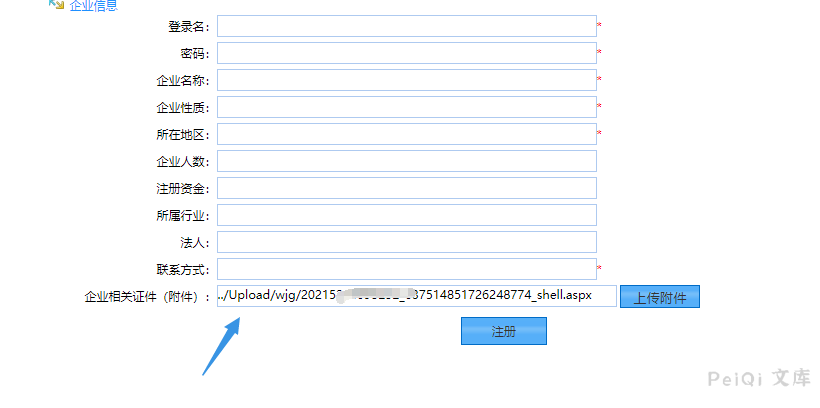 企业信息
登录名: *
密码: *
企业名称: *
企业性质: *
所在地区: *
企业人数:
注册资金:
所属行业:
法人:
联系方式: *
企业相关证件（附件）: ../Upload/wjg/20215 87514851726248774_shell.aspx 上传附件
注册
PeiQi 文库